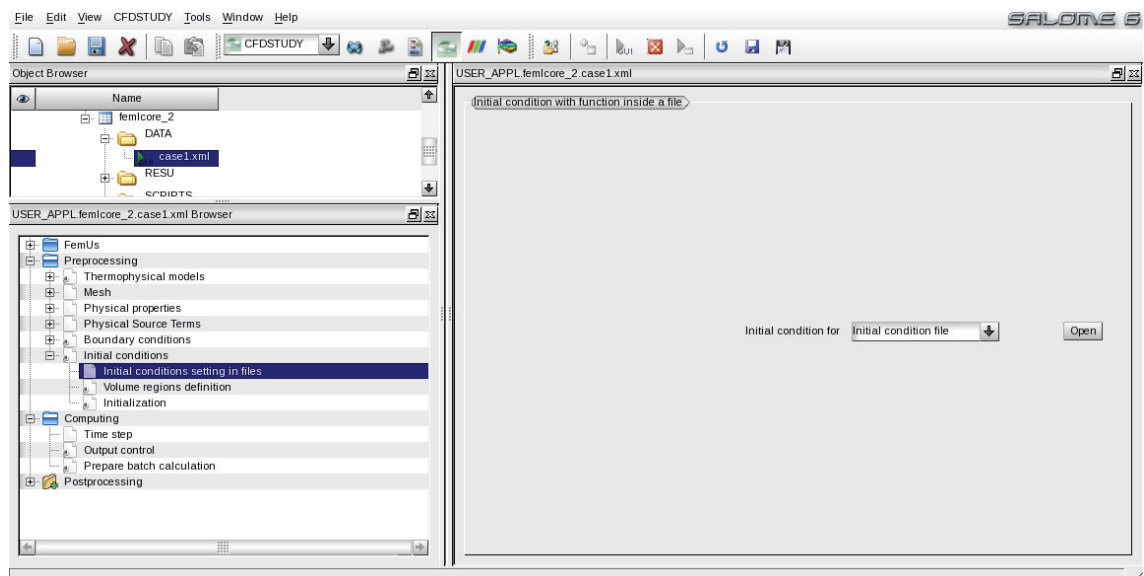 File Edit View CFDSTUDY Tools Window Help
SALOME 6
CFDSTUDY
GUI
Object Browser
Name
femlcore_2
DATA
case1.xml
RESU
SCRIPTS
USER_APPL.femlcore_2.case1.xml Browser
FemUs
Preprocessing
Thermophysical models
Mesh
Physical properties
Physical Source Terms
Boundary conditions
Initial conditions
Initial conditions setting in files
Volume regions definition
Initialization
Computing
Time step
Output control
Prepare batch calculation
Postprocessing
USER_APPL.femlcore_2.case1.xml
Initial condition with function inside a file
Initial condition for Initial condition file Open